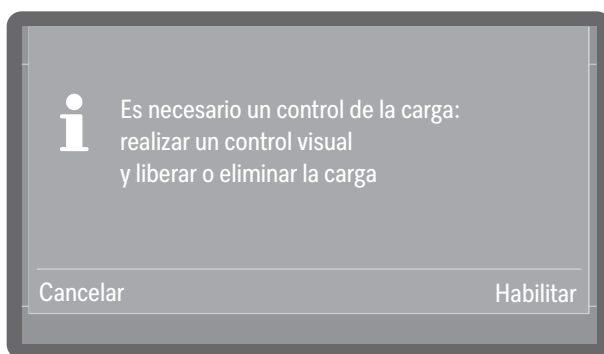 Es necesario un control de la carga:
realizar un control visual
y liberar o eliminar la carga
Cancelar Habilitar